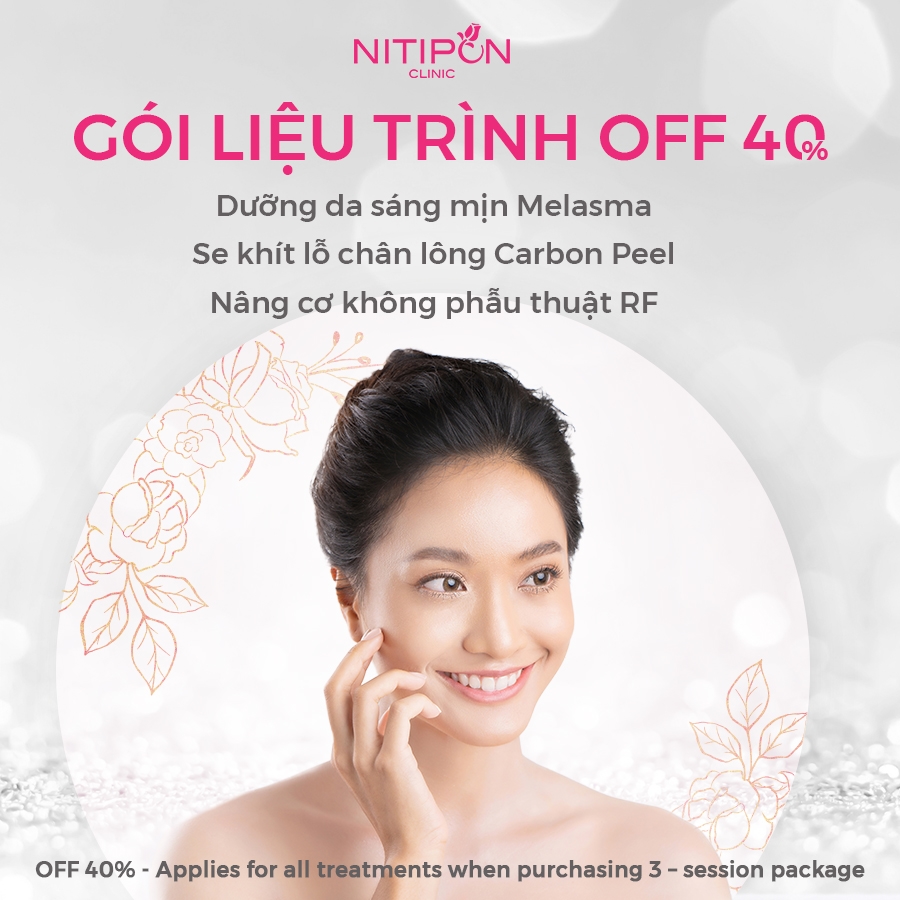 NITIPON
CLINIC
GÓI LIỆU TRÌNH OFF 40%
Dưỡng da sáng mịn Melasma
Se khít lỗ chân lông Carbon Peel
Nâng cơ không phẫu thuật RF
OFF 40% - Applies for all treatments when purchasing 3 – session package